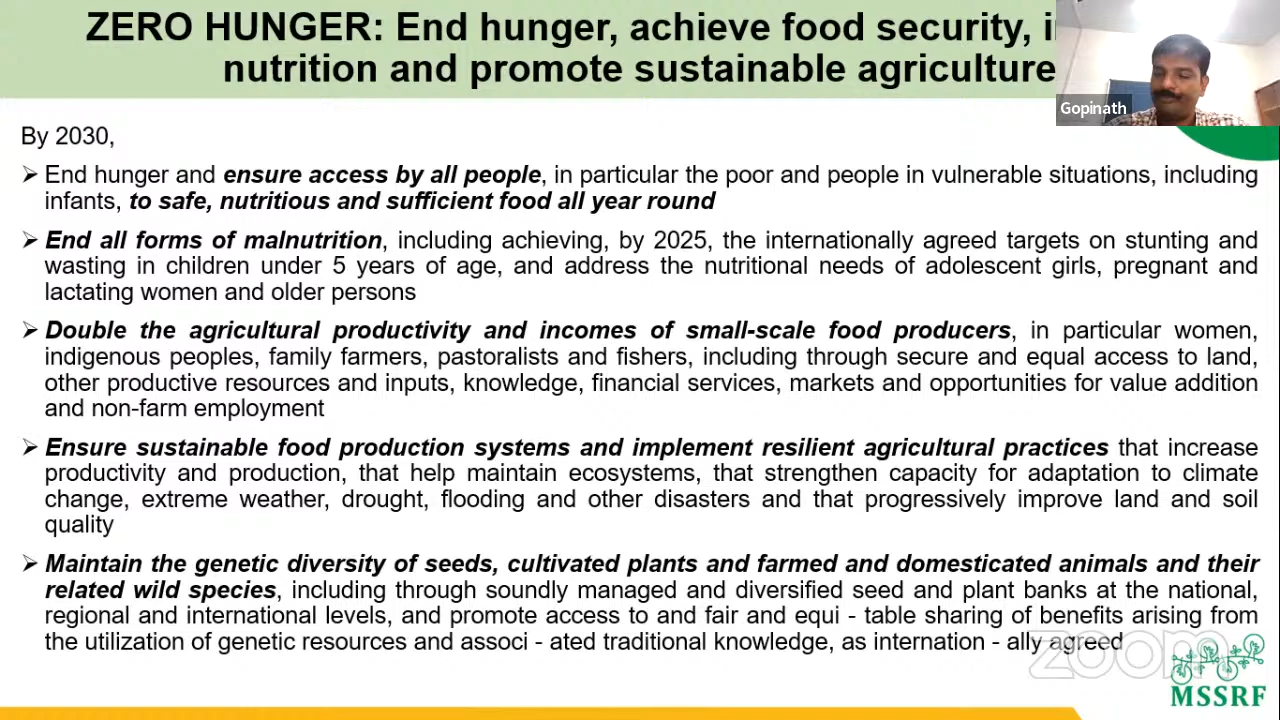 ZERO HUNGER: End hunger, achieve food security, i
nutrition and promote sustainable agriculture
Gopinath
By 2030,
➢ End hunger and ensure access by all people, in particular the poor and people in vulnerable situations, including
infants, to safe, nutritious and sufficient food all year round
➢ End all forms of malnutrition, including achieving, by 2025, the internationally agreed targets on stunting and
wasting in children under 5 years of age, and address the nutritional needs of adolescent girls, pregnant and
lactating women and older persons
➢ Double the agricultural productivity and incomes of small-scale food producers, in particular women,
indigenous peoples, family farmers, pastoralists and fishers, including through secure and equal access to land,
other productive resources and inputs, knowledge, financial services, markets and opportunities for value addition
and non-farm employment
➢ Ensure sustainable food production systems and implement resilient agricultural practices that increase
productivity and production, that help maintain ecosystems, that strengthen capacity for adaptation to climate
change, extreme weather, drought, flooding and other disasters and that progressively improve land and soil
quality
➢ Maintain the genetic diversity of seeds, cultivated plants and farmed and domesticated animals and their
related wild species, including through soundly managed and diversified seed and plant banks at the national,
regional and international levels, and promote access to and fair and equi - table sharing of benefits arising from
the utilization of genetic resources and associ - ated traditional knowledge, as internation - ally agreed
zoom
MSSRF